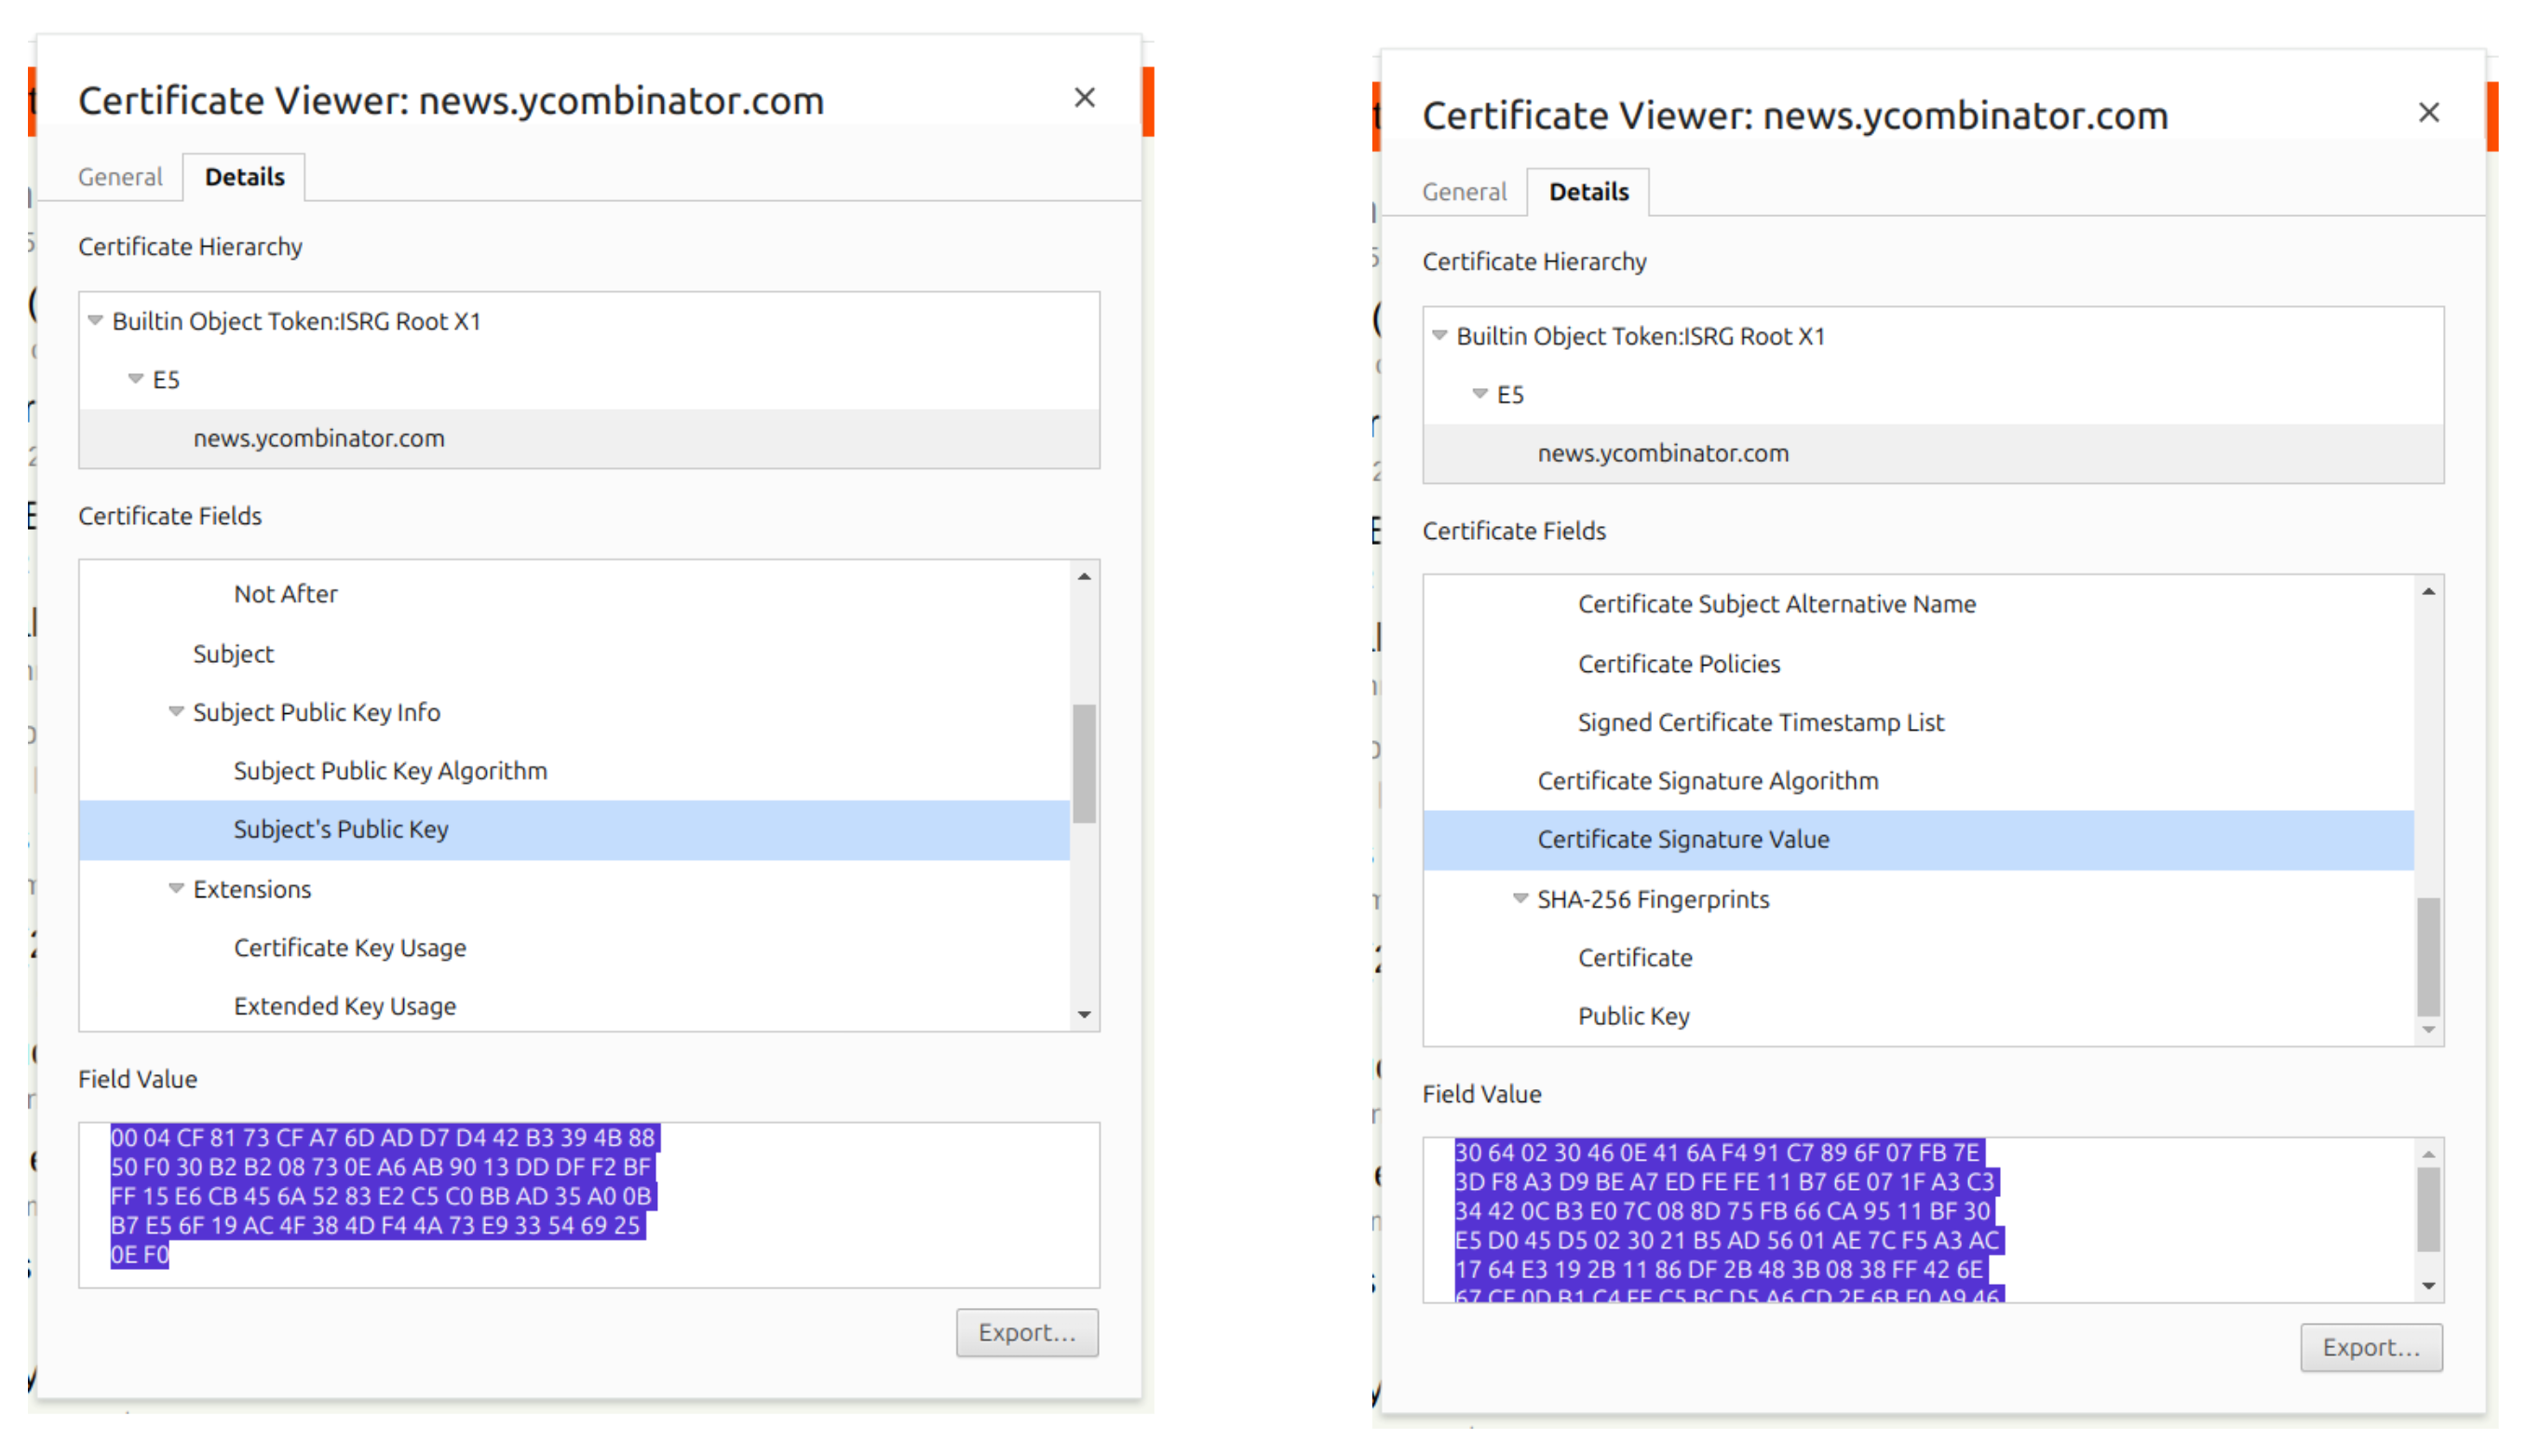 Certificate Viewer: news.ycombinator.com
General
Details
Certificate Hierarchy
Builtin Object Token:ISRG Root X1
E5
news.ycombinator.com
Certificate Fields
Not After
Subject
Subject Public Key Info
Subject Public Key Algorithm
Subject's Public Key
Extensions
Certificate Key Usage
Extended Key Usage
Field Value
00 04 CF 81 73 CF A7 6D AD D7 D4 42 B3 39 4B 88
50 F0 30 B2 B2 08 73 0E A6 AB 90 13 DD DF F2 BF
FF 15 E6 CB 45 6A 52 83 E2 C5 C0 BB AD 35 A0 0B
B7 E5 6F 19 AC 4F 38 4D F4 4A 73 E9 33 54 69 25
0E F0
Export...
Certificate Viewer: news.ycombinator.com
General
Details
Certificate Hierarchy
Builtin Object Token:ISRG Root X1
E5
news.ycombinator.com
Certificate Fields
Certificate Subject Alternative Name
Certificate Policies
Signed Certificate Timestamp List
Certificate Signature Algorithm
Certificate Signature Value
SHA-256 Fingerprints
Certificate
Public Key
Field Value
30 64 02 30 46 0E 41 6A F4 91 C7 89 6F 07 FB 7E
3D F8 A3 D9 BE A7 ED FE FE 11 B7 6E 07 1F A3 C3
34 42 0C B3 E0 7C 08 8D 75 FB 66 CA 95 11 BF 30
E5 D0 45 D5 02 30 21 B5 AD 56 01 AE 7C F5 A3 AC
17 64 E3 19 2B 11 86 DF 2B 48 3B 08 38 FF 42 6E
Export...